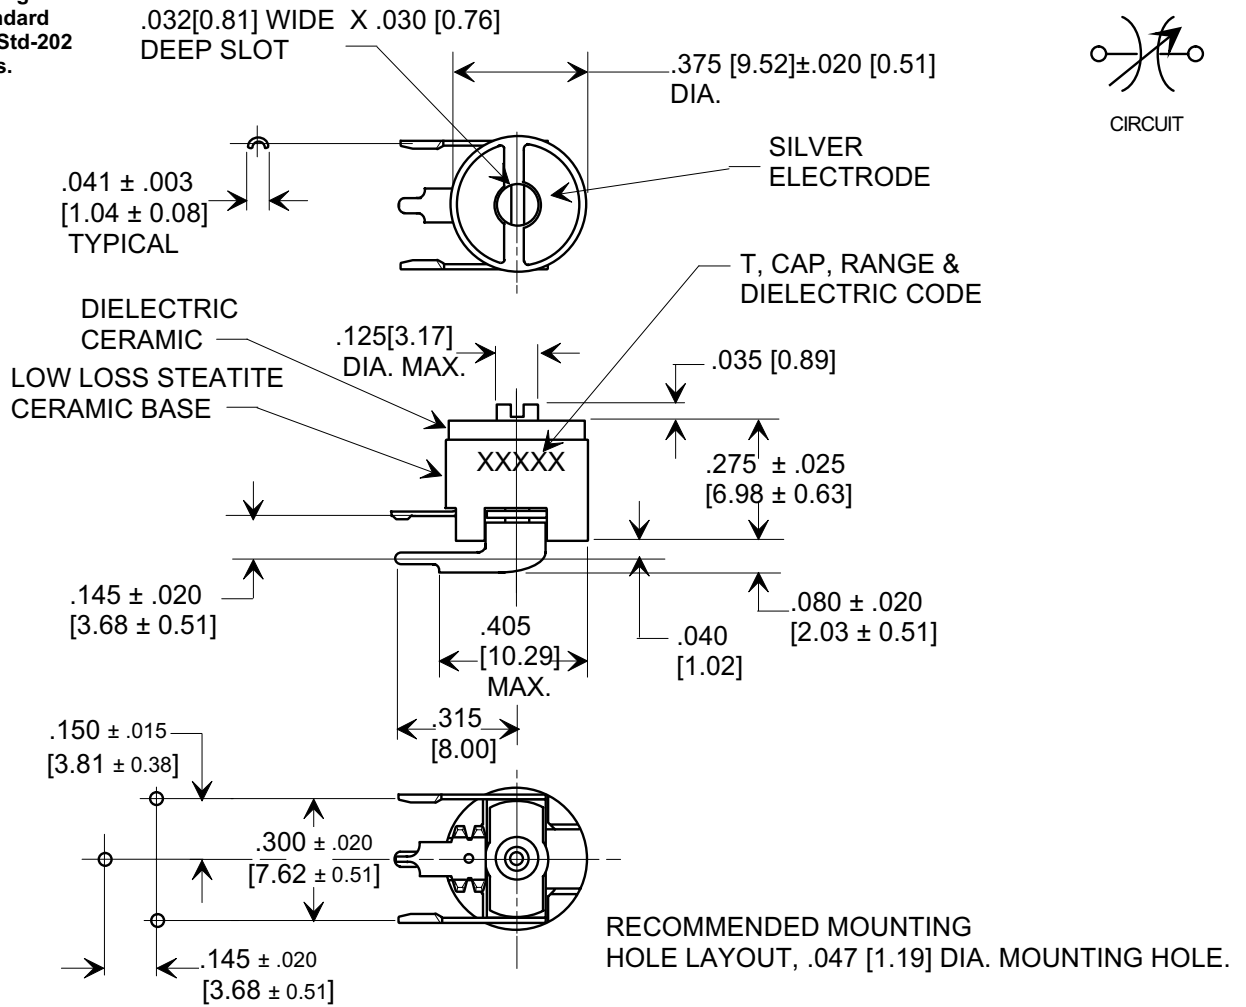 ndard
Std-202
s.
.032[0.81] WIDE X .030 [0.76]
DEEP SLOT
.375 [9.52]±.020 [0.51]
DIA.
CIRCUIT
SILVER
ELECTRODE
.041 ± .003
[1.04 ± 0.08]
TYPICAL
T, CAP, RANGE &
DIELECTRIC CODE
DIELECTRIC
CERAMIC
.125[3.17]
DIA. MAX.
.035 [0.89]
LOW LOSS STEATITE
CERAMIC BASE
XXXXX
.275 ± .025
[6.98 ± 0.63]
.145 ± .020
[3.68 ± 0.51]
.405
[10.29]
MAX.
.040
[1.02]
.080 ± .020
[2.03 ± 0.51]
.315
[8.00]
.150 ± .015
[3.81 ± 0.38]
.300 ± .020
[7.62 ± 0.51]
.145 ± .020
[3.68 ± 0.51]
RECOMMENDED MOUNTING
HOLE LAYOUT, .047 [1.19] DIA. MOUNTING HOLE.